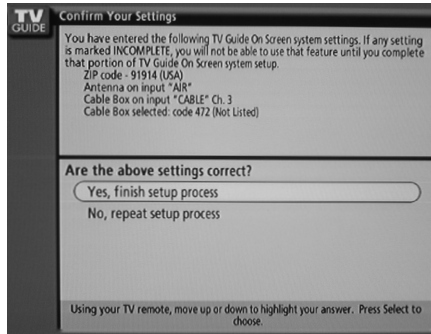 TV
GUIDE
Confirm Your Settings
You have entered the following TV Guide On Screen system settings. If any setting
is marked INCOMPLETE, you will not be able to use that feature until you complete
that portion of TV Guide On Screen system setup.
ZIP code - 91914 (USA)
Antenna on input "AIR"
Cable Box on input "CABLE" Ch. 3
Cable Box selected: code 472 (Not Listed)
Are the above settings correct?
Yes, finish setup process
No, repeat setup process
Using your TV remote, move up or down to highlight your answer. Press Select to
choose.